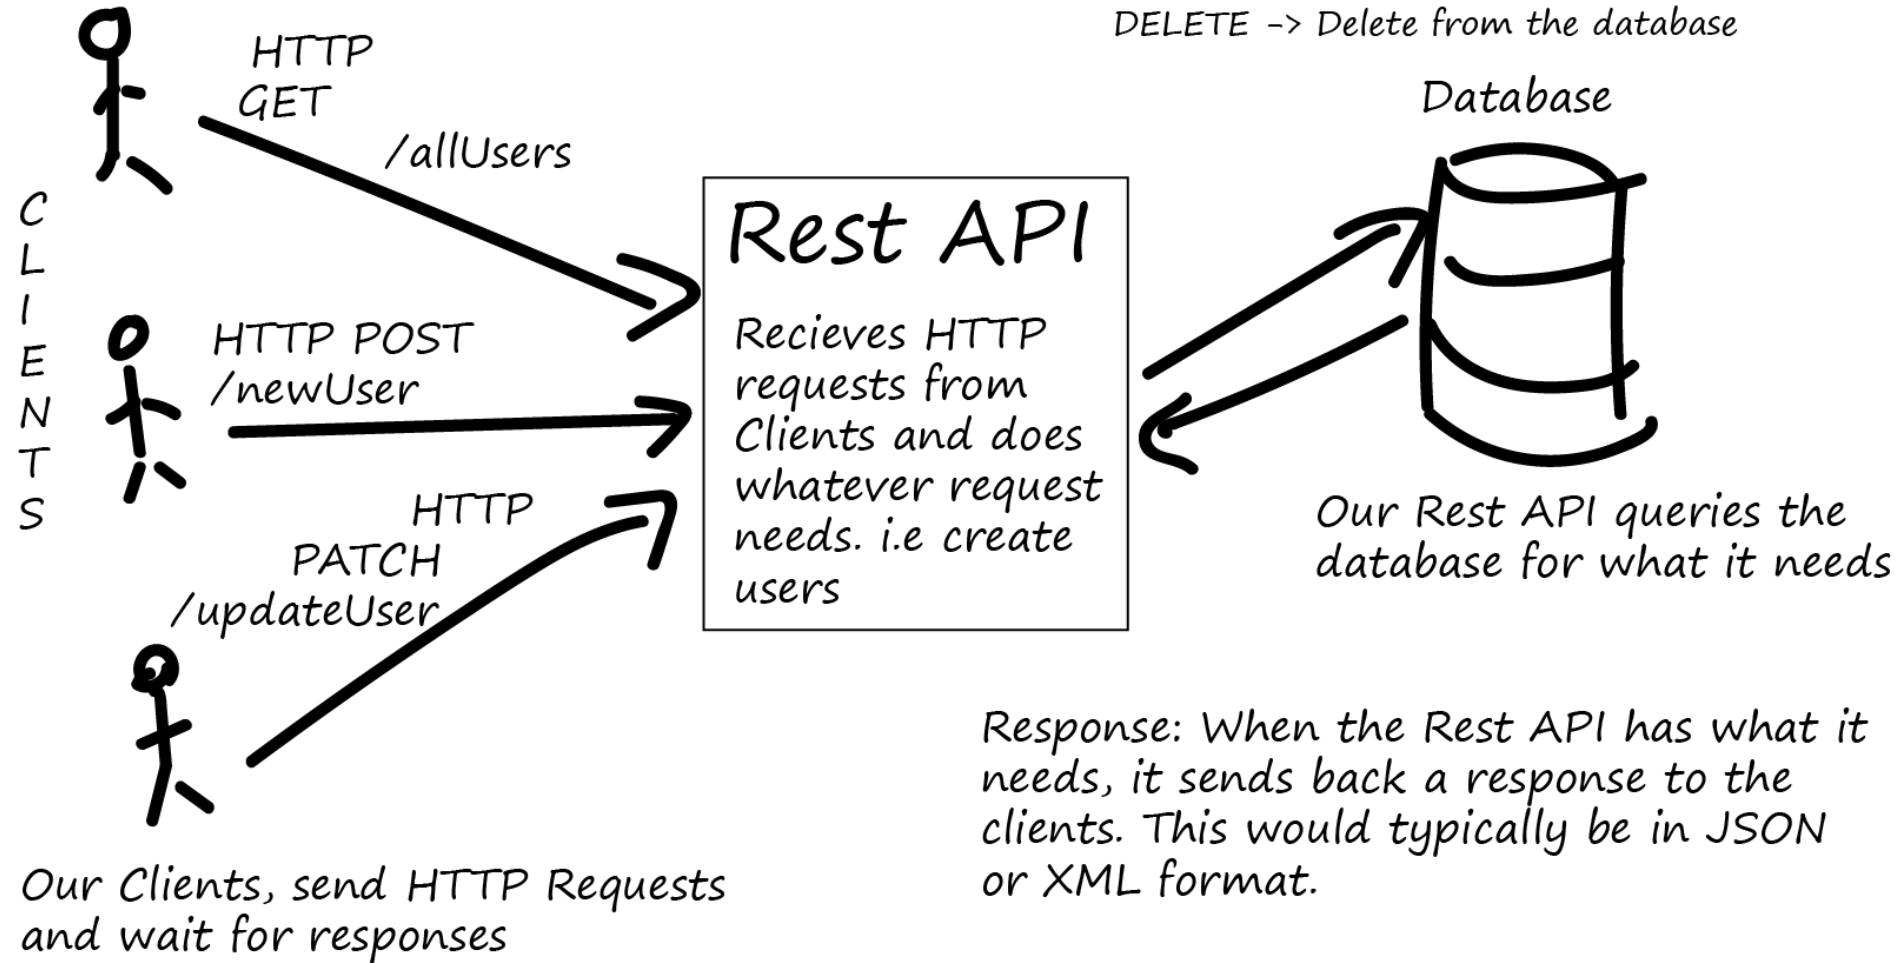 DELETE -> Delete from the database
HTTP
GET
/allUsers
CLIENTS
HTTP POST
/newUser
HTTP
PATCH
/updateUser
Our Clients, send HTTP Requests
and wait for responses
Rest API
Recieves HTTP
requests from
Clients and does
whatever request
needs. i.e create
users
Database
Our Rest API queries the
database for what it needs
Response: When the Rest API has what it
needs, it sends back a response to the
clients. This would typically be in JSON
or XML format.